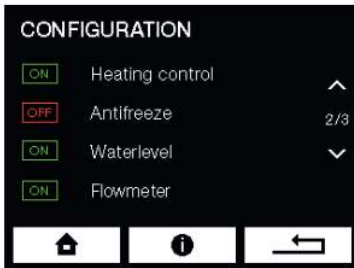 CONFIGURATION
ON Heating control
OFF Antifreeze
2/3
ON Waterlevel
ON Flowmeter